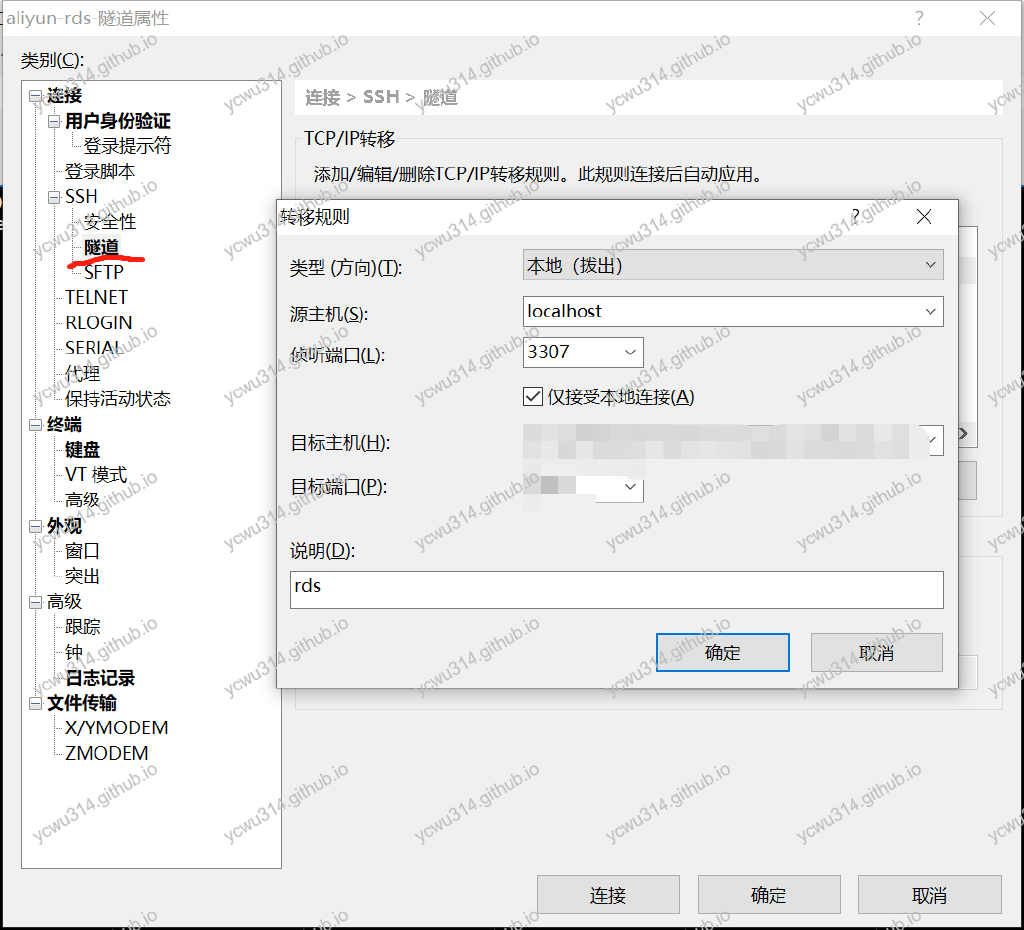 aliyun-rds-隧道属性
?
类别(C):
连接
用户身份验证
登录提示符
登录脚本
SSH
安全性
隧道
SFTP
TELNET
RLOGIN
SERIAL
代理
保持活动状态
终端
键盘
VT 模式
高级
外观
窗口
突出
高级
跟踪
钟
日志记录
文件传输
X/YMODEM
ZMODEM
连接 > SSH > 隧道
TCP/IP转移
添加/编辑/删除TCP/IP转移规则。此规则连接后自动应用。
转移规则
?
类型 (方向)(T):
本地（拨出）
源主机(S):
localhost
侦听端口(L):
3307
仅接受本地连接(A)
目标主机(H):
目标端口(P):
说明(D):
rds
确定
取消
连接
确定
取消
ycwu314.github.io